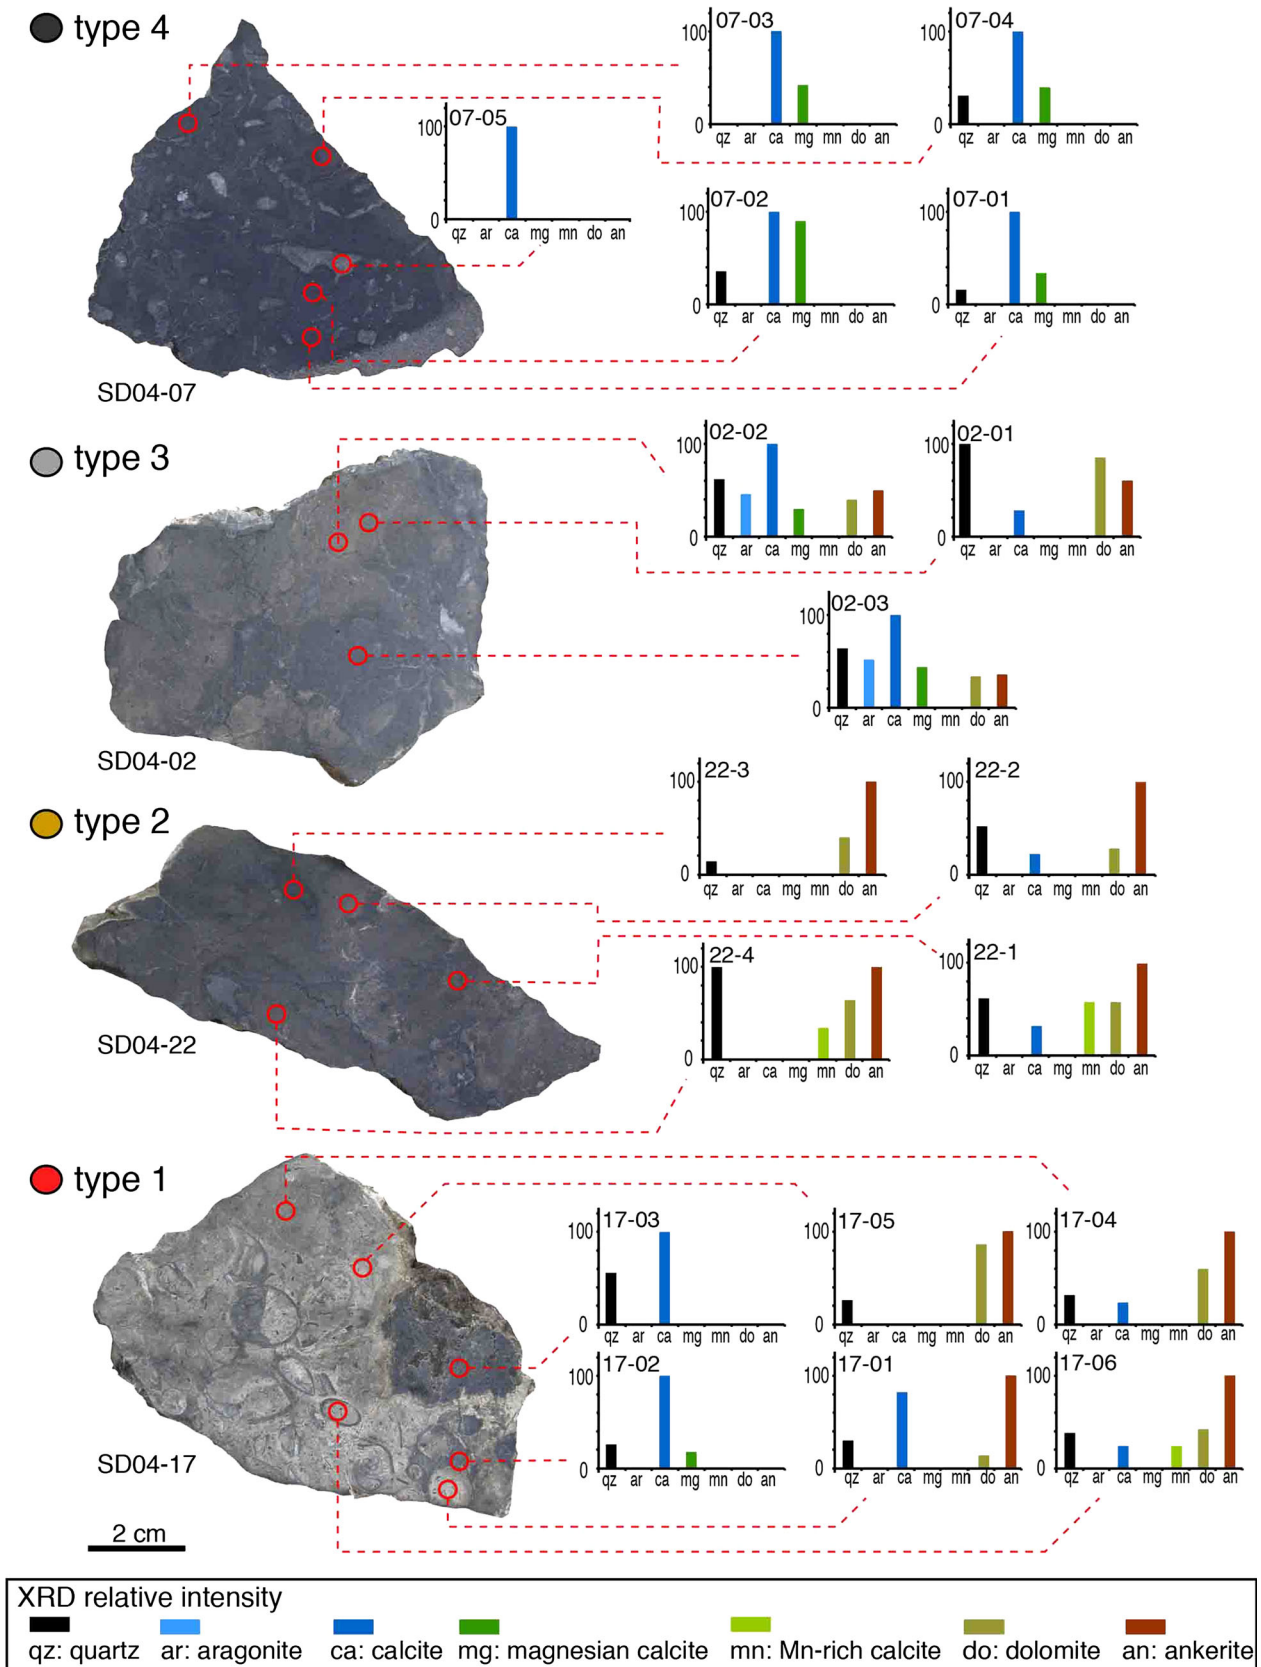 type 4
07-03
100
0
qz ar ca mg mn do an
07-04
100
0
qz ar ca mg mn do an
07-05
100
0
qz ar ca mg mn do an
07-02
100
0
qz ar ca mg mn do an
07-01
100
0
qz ar ca mg mn do an
SD04-07
type 3
02-02
100
0
qz ar ca mg mn do an
02-01
100
0
qz ar ca mg mn do an
02-03
100
0
qz ar ca mg mn do an
SD04-02
type 2
22-3
100
0
qz ar ca mg mn do an
22-2
100
0
qz ar ca mg mn do an
22-4
100
0
qz ar ca mg mn do an
22-1
100
0
qz ar ca mg mn do an
SD04-22
type 1
17-03
100
0
qz ar ca mg mn do an
17-05
100
0
qz ar ca mg mn do an
17-04
100
0
qz ar ca mg mn do an
17-02
100
0
qz ar ca mg mn do an
17-01
100
0
qz ar ca mg mn do an
17-06
100
0
qz ar ca mg mn do an
SD04-17
2 cm
XRD relative intensity
qz: quartz ar: aragonite ca: calcite mg: magnesian calcite mn: Mn-rich calcite do: dolomite an: ankerite